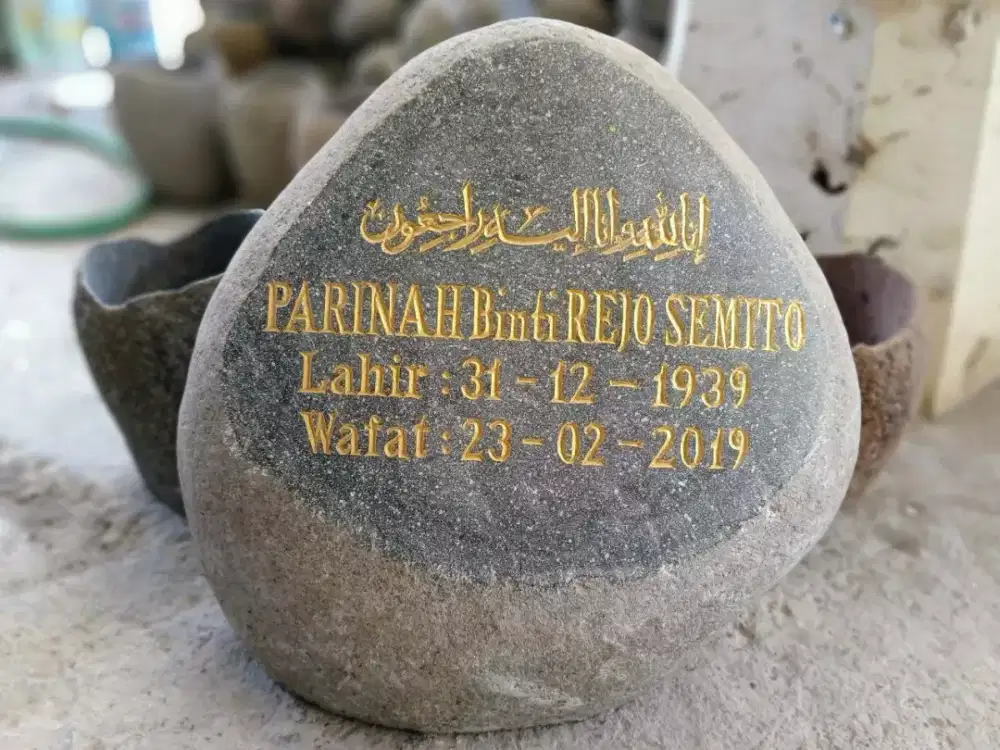 إنا لله وإنا إليه راجعون
PARINAH Binti REJO SEMITO
Lahir : 31 - 12 - 1939
Wafat : 23 - 02 - 2019